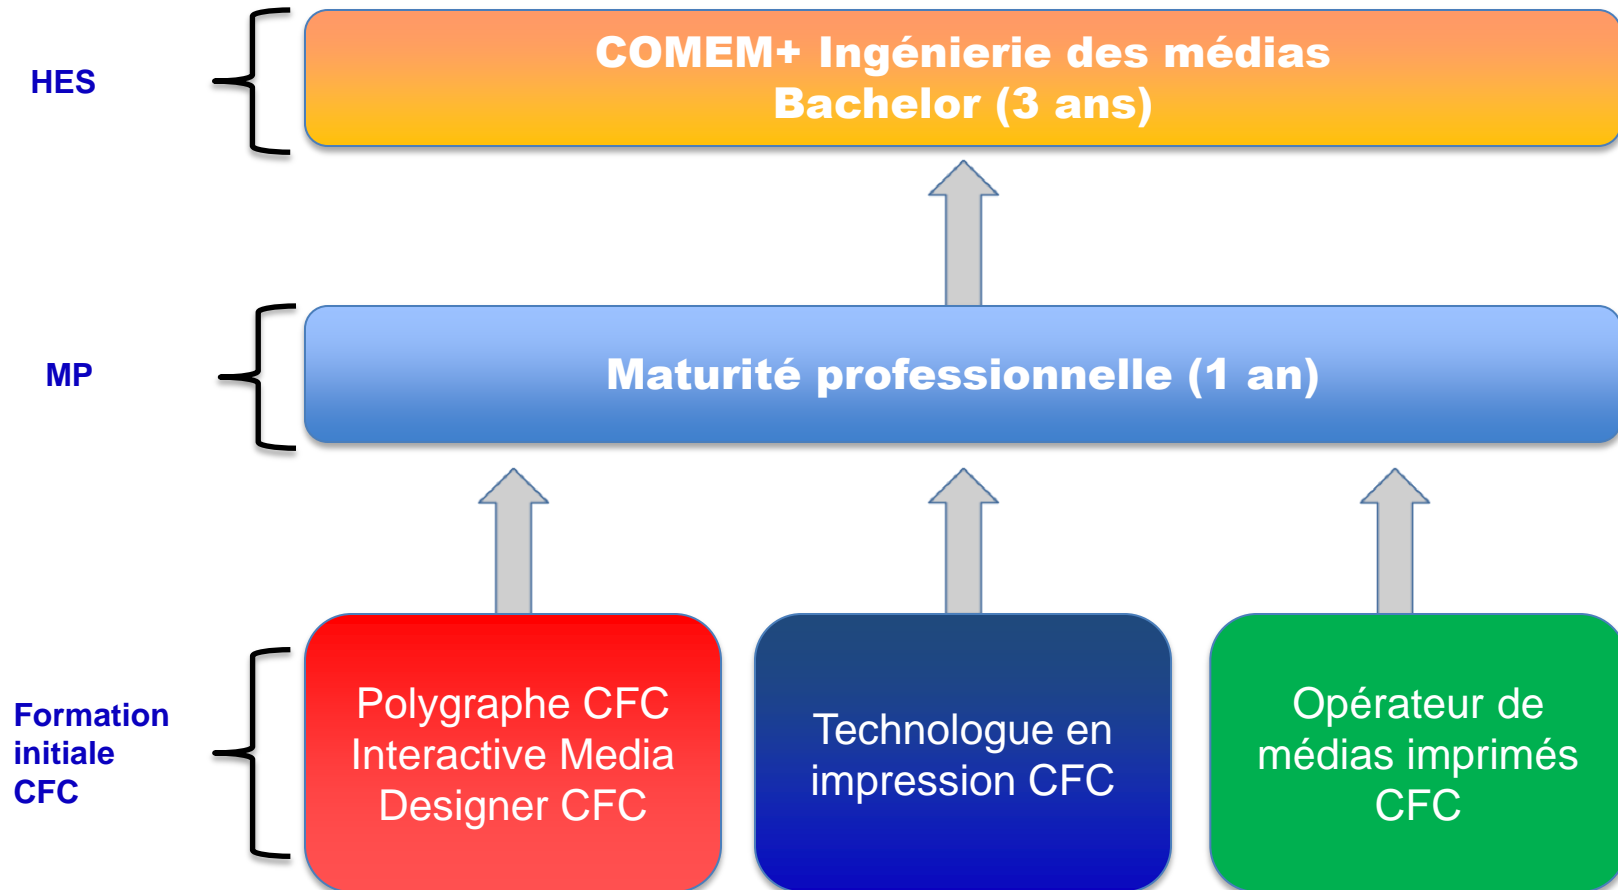 HES
COMEM+ Ingénierie des médias
Bachelor (3 ans)
MP
Maturité professionnelle (1 an)
Formation
initiale
CFC
Polygraphe CFC
Interactive Media
Designer CFC
Technologue en
impression CFC
Opérateur de
médias imprimés
CFC